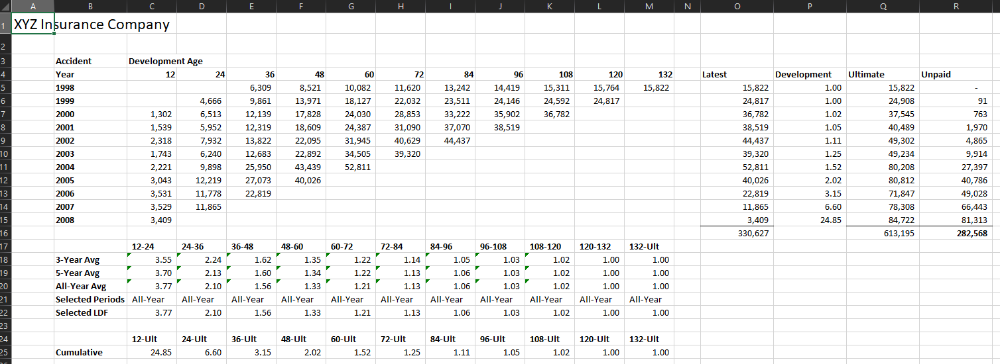 A B C D E F G H I J K L M N O P Q R
1 XYZ Insurance Company
2
3 Accident Development Age
4 Year 12 24 36 48 60 72 84 96 108 120 132 Latest Development Ultimate Unpaid
5 1998 6,309 8,521 10,082 11,620 13,242 14,419 15,311 15,764 15,822 15,822 1.00 15,822 -
6 1999 4,666 9,861 13,971 18,127 22,032 23,511 24,146 24,592 24,817 24,817 1.00 24,908 91
7 2000 1,302 6,513 12,139 17,828 24,030 28,853 33,222 35,902 36,782 36,782 1.02 37,545 763
8 2001 1,539 5,952 12,319 18,609 24,387 31,090 37,070 38,519 38,519 1.05 40,489 1,970
9 2002 2,318 7,932 13,822 22,095 31,945 40,629 44,437 44,437 1.11 49,302 4,865
10 2003 1,743 6,240 12,683 22,892 34,505 39,320 39,320 1.25 49,234 9,914
11 2004 2,221 9,898 25,950 43,439 52,811 52,811 1.52 80,208 27,397
12 2005 3,043 12,219 27,073 40,026 40,026 2.02 80,812 40,786
13 2006 3,531 11,778 22,819 22,819 3.15 71,847 49,028
14 2007 3,529 11,865 11,865 6.60 78,308 66,443
15 2008 3,409 3,409 24.85 84,722 81,313
16 330,627 613,195 282,568
17 12-24 24-36 36-48 48-60 60-72 72-84 84-96 96-108 108-120 120-132 132-Ult
18 3-Year Avg 3.55 2.24 1.62 1.35 1.22 1.14 1.05 1.03 1.02 1.00 1.00
19 5-Year Avg 3.70 2.13 1.60 1.34 1.22 1.13 1.06 1.03 1.02 1.00 1.00
20 All-Year Avg 3.77 2.10 1.56 1.33 1.21 1.13 1.06 1.03 1.02 1.00 1.00
21 Selected Periods All-Year All-Year All-Year All-Year All-Year All-Year All-Year All-Year All-Year All-Year All-Year
22 Selected LDF 3.77 2.10 1.56 1.33 1.21 1.13 1.06 1.03 1.02 1.00 1.00
23
24 12-Ult 24-Ult 36-Ult 48-Ult 60-Ult 72-Ult 84-Ult 96-Ult 108-Ult 120-Ult 132-Ult
25 Cumulative 24.85 6.60 3.15 2.02 1.52 1.25 1.11 1.05 1.02 1.00 1.00